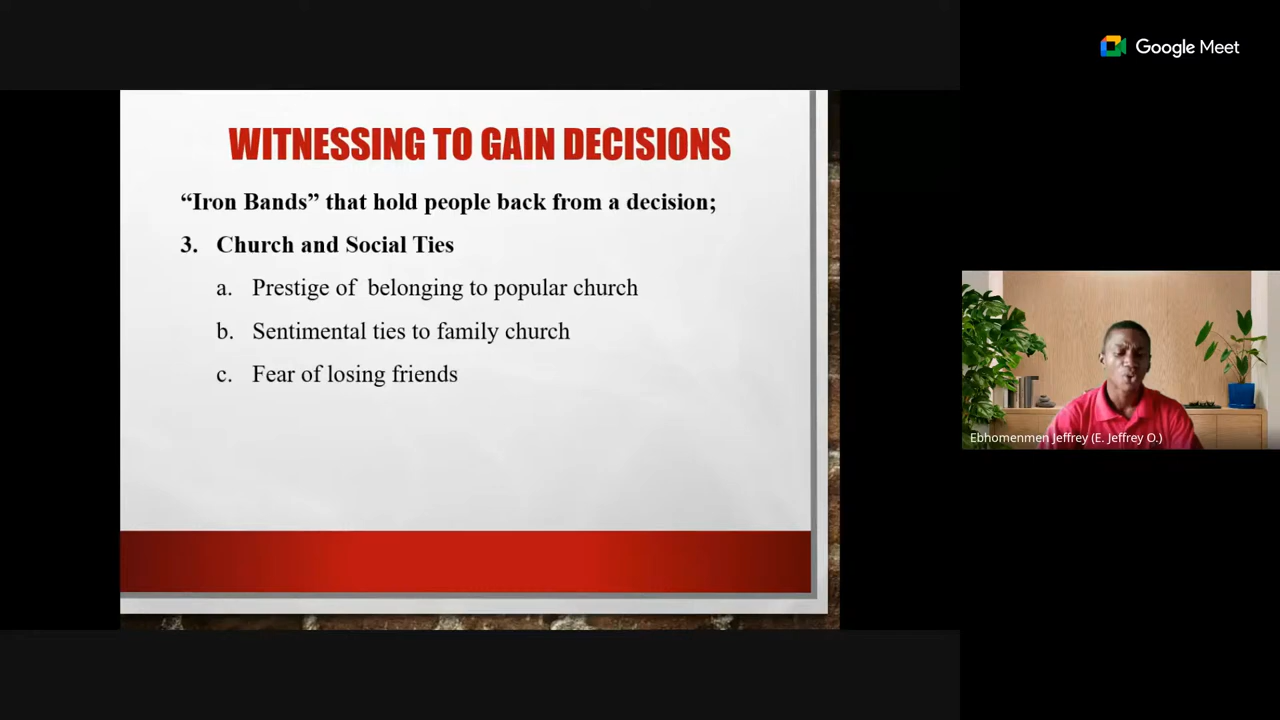 Google Meet
WITNESSING TO GAIN DECISIONS
“Iron Bands” that hold people back from a decision;
3. Church and Social Ties
a. Prestige of belonging to popular church
b. Sentimental ties to family church
c. Fear of losing friends
Ebhomenmen Jeffrey (E. Jeffrey O.)